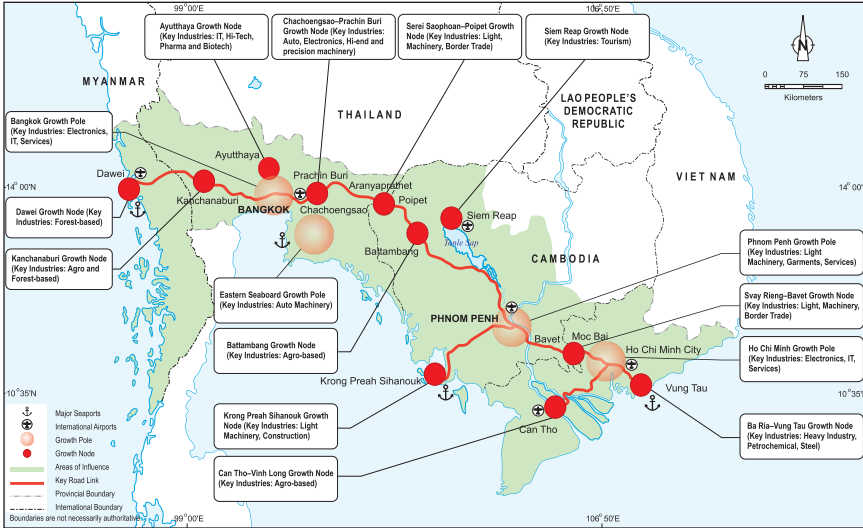 99°00'E
106°50'E
Ayutthaya Growth Node
(Key Industries: IT, Hi-Tech,
Pharma and Biotech)
Chachoengsao–Prachin Buri
Growth Node (Key Industries:
Auto, Electronics, Hi-end and
precision machinery)
Serei Saophoan–Poipet Growth
Node (Key Industries: Light,
Machinery, Border Trade)
Siem Reap Growth Node
(Key Industries: Tourism)
N
0 75 150
Kilometers
MYANMAR
THAILAND
LAO PEOPLE'S
DEMOCRATIC
REPUBLIC
VIET NAM
Bangkok Growth Pole
(Key Industries: Electronics,
IT, Services)
Ayutthaya
Dawei
Kanchanaburi
BANGKOK
Prachin Buri
Chachoengsao
Aranyaprathet
Poipet
Siem Reap
Tonle Sap
Battambang
14°00'N
14°00'N
Dawei Growth Node (Key
Industries: Forest-based)
Kanchanaburi Growth Node
(Key Industries: Agro and
Forest-based)
Eastern Seaboard Growth Pole
(Key Industries: Auto Machinery)
Battambang Growth Node
(Key Industries: Agro-based)
CAMBODIA
Phnom Penh Growth Pole
(Key Industries: Light
Machinery, Garments, Services)
Svay Rieng–Bavet Growth Node
(Key Industries: Light, Machinery,
Border Trade)
PHNOM PENH
Bavet
Moc Bai
Ho Chi Minh City
Ho Chi Minh Growth Pole
(Key Industries: Electronics, IT,
Services)
Krong Preah Sihanouk
Vung Tau
Can Tho
10°35'N
10°35'N
Krong Preah Sihanouk Growth
Node (Key Industries: Light
Machinery, Construction)
Ba Ria–Vung Tau Growth Node
(Key Industries: Heavy Industry,
Petrochemical, Steel)
Can Tho–Vinh Long Growth Node
(Key Industries: Agro-based)
Major Seaports
International Airports
Growth Pole
Growth Node
Areas of Influence
Key Road Link
Provincial Boundary
International Boundary
Boundaries are not necessarily authoritative.
99°00'E
106°50'E